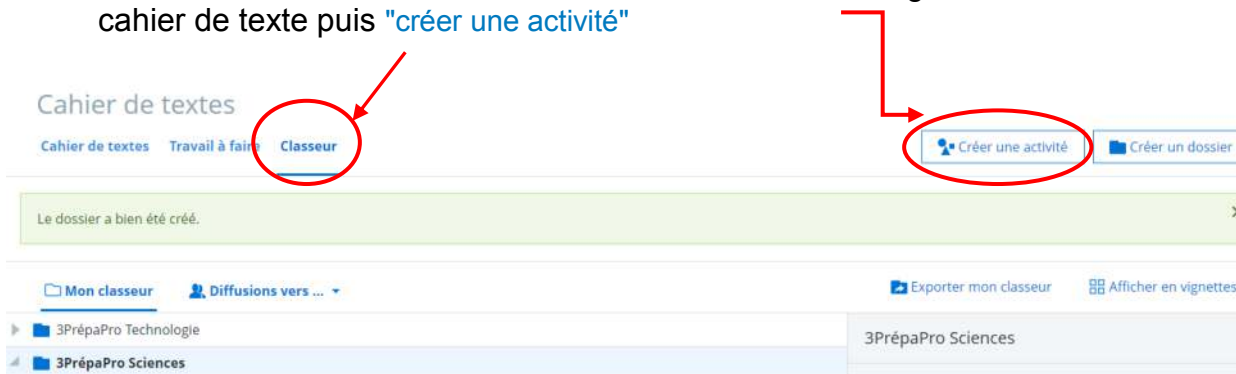 cahier de texte puis "créer une activité"
Cahier de textes
Cahier de textes Travail à faire Classeur
Créer une activité Créer un dossier
Le dossier a bien été créé.
Mon classeur Diffusions vers ...
Exporter mon classeur Afficher en vignettes
3PrépaPro Technologie
3PrépaPro Sciences
3PrépaPro Sciences